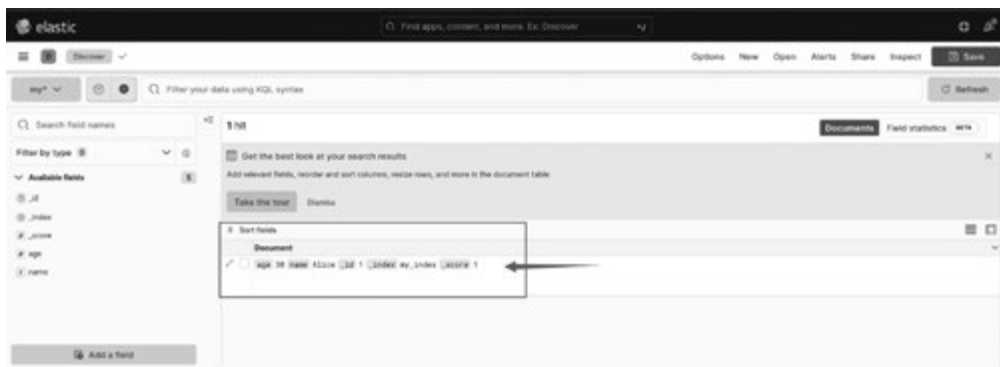 elastic
Find apps, content, and more. Ex: Discover
D Discover
Options New Open Alerts Share Inspect Save
my* Filter your data using KQL syntax Refresh
Search field names
1 hit
Documents Field statistics BETA
Filter by type 0
Get the best look at your search results
Add relevant fields, reorder and sort columns, resize rows, and more in the document table.
Take the tour Dismiss
Available fields 5
_id
_index
_score
age
name
Sort fields
Document
age 30 name Alice _id 1 _index my_index _score 1
Add a field